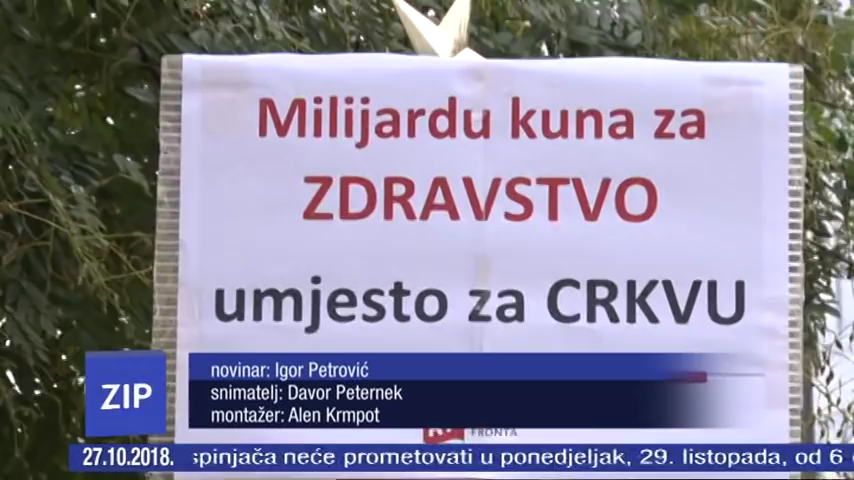 Milijardu kuna za
ZDRAVSTVO
umjesto za CRKVU
ZIP
novinar: Igor Petrović
snimatelj: Davor Peternek
montažer: Alen Krmpot
FRONTA
27.10.2018. spinjača neće prometovati u ponedjeljak, 29. listopada, od 6